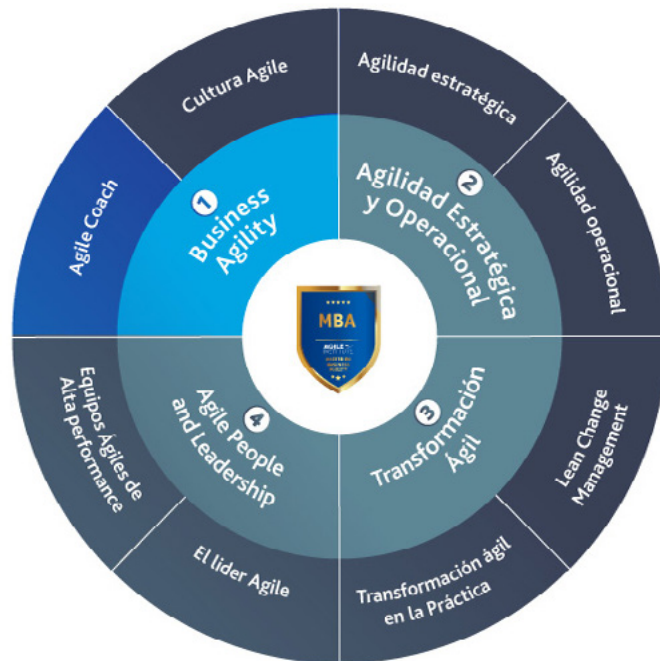 Cultura Agile
Agilidad estratégica
Agile Coach
1
Business
Agility
2
Agilidad Estratégica
y Operacional
Agilidad operacional
MBA
Equipos Ágiles de
Alta performance
4
Agile People
and Leadership
3
Transformación
Ágil
Lean Change
Management
El lider Agile
Transformación ágil
en la Práctica